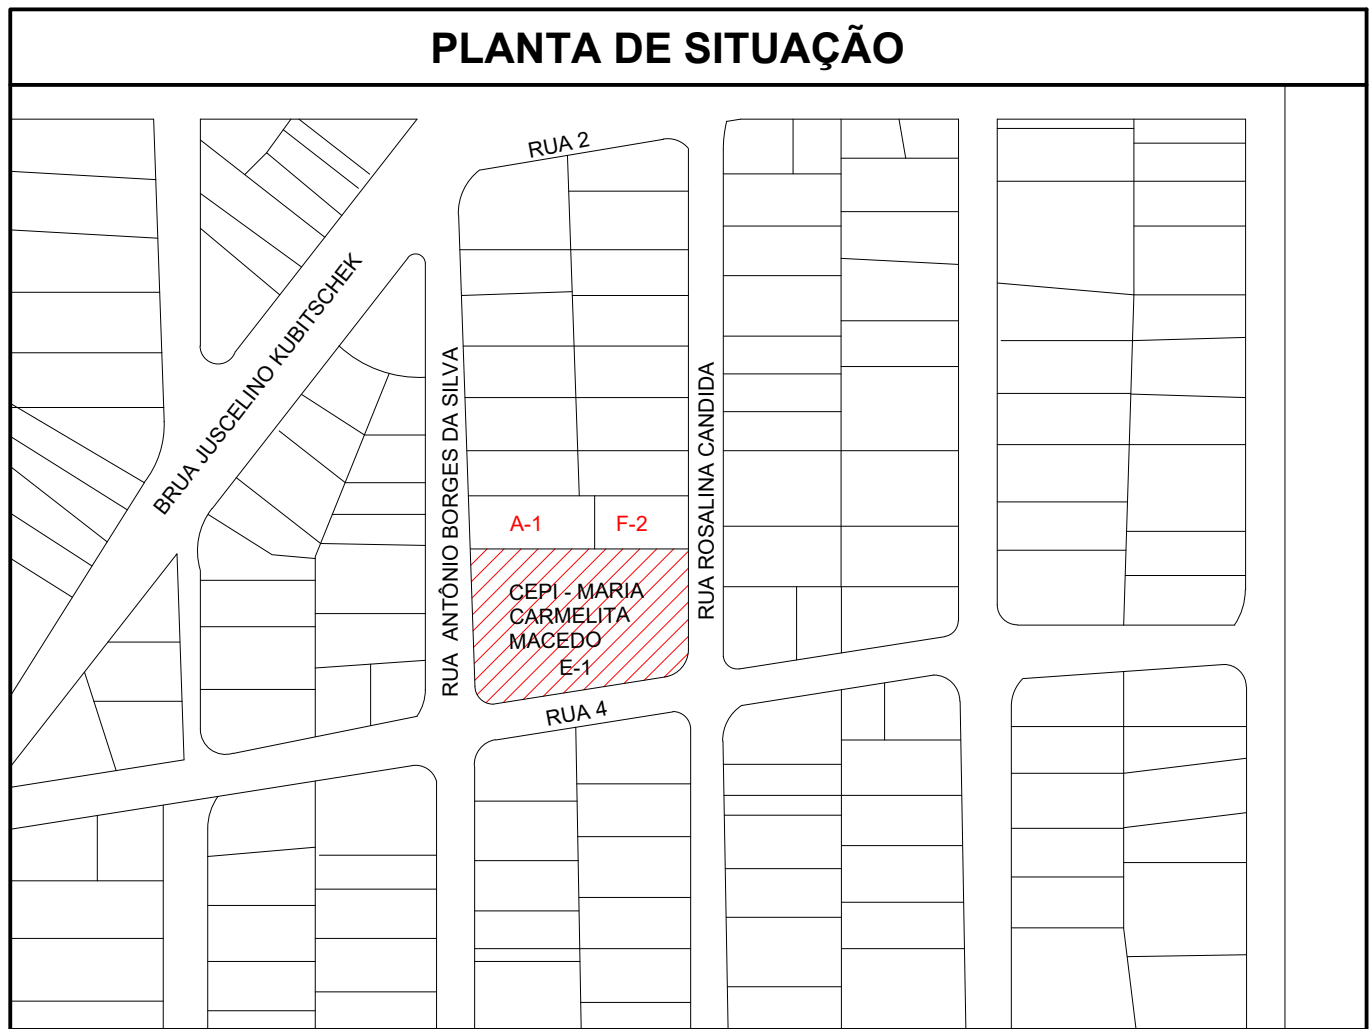 PLANTA DE SITUAÇÃO
RUA 2
BRUA JUSCELINO KUBITSCHEK
RUA  ANTÔNIO BORGES DA SILVA
RUA ROSALINA CANDIDA
A-1
F-2
CEPI - MARIA
CARMELITA
MACEDO
E-1
RUA 4